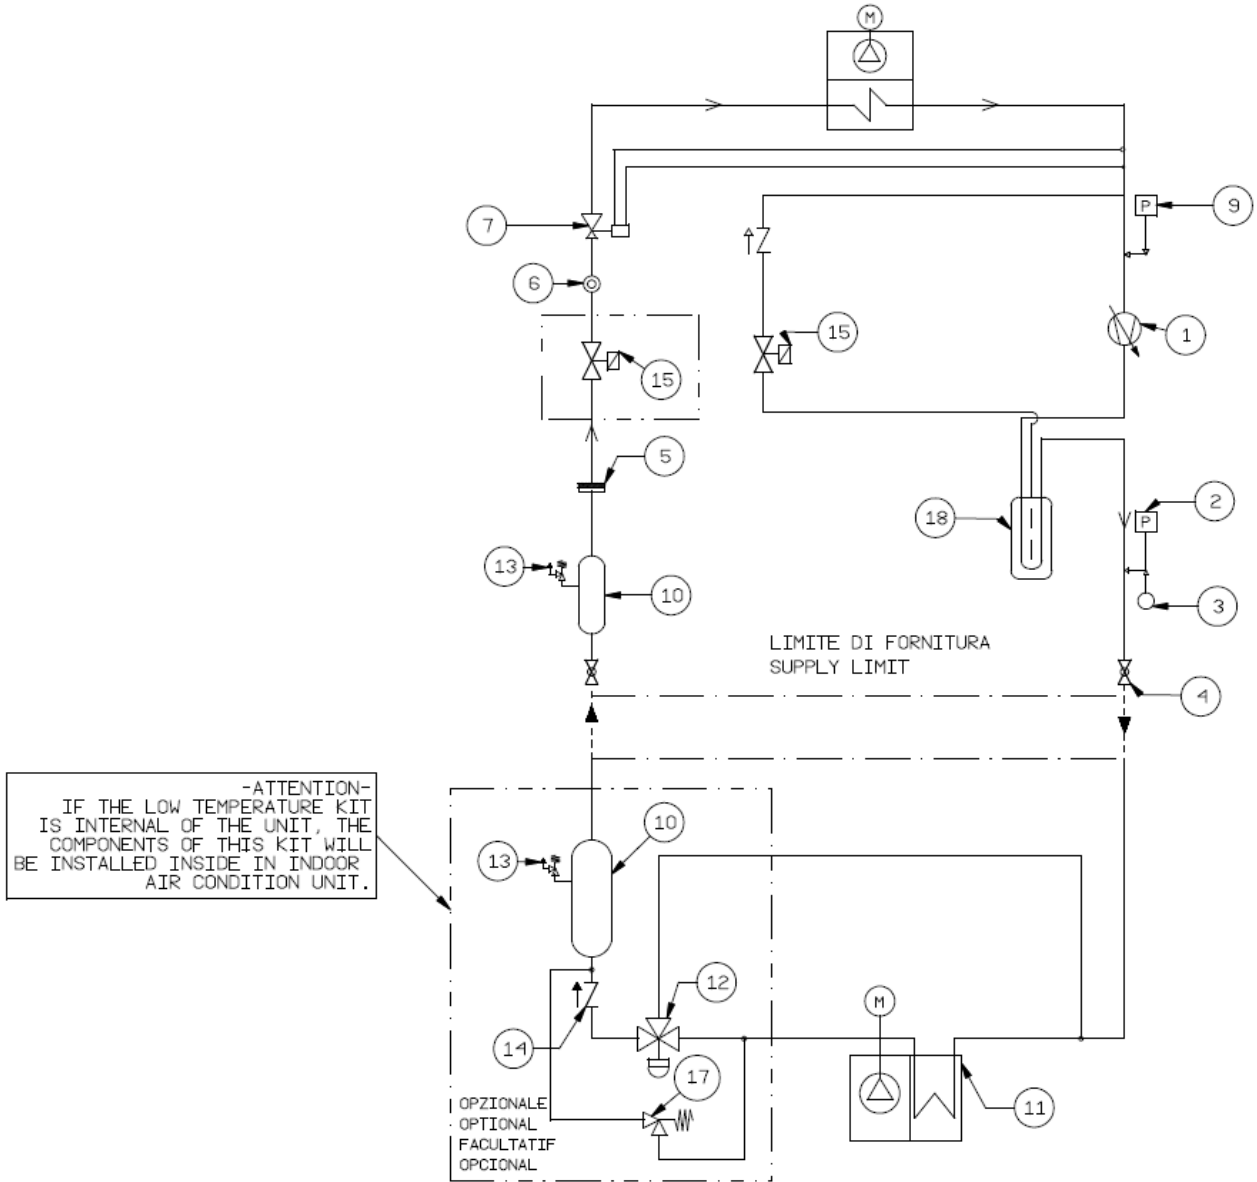 M
7
P
9
6
15
1
15
5
2
18
P
13
10
3
LIMITE DI FORNITURA
SUPPLY LIMIT
4
-ATTENTION-
IF THE LOW TEMPERATURE KIT
IS INTERNAL OF THE UNIT, THE
COMPONENTS OF THIS KIT WILL
BE INSTALLED INSIDE IN INDOOR
AIR CONDITION UNIT.
10
13
12
M
14
17
11
OPZIONALE
OPTIONAL
FACULTATIF
OPCIONAL